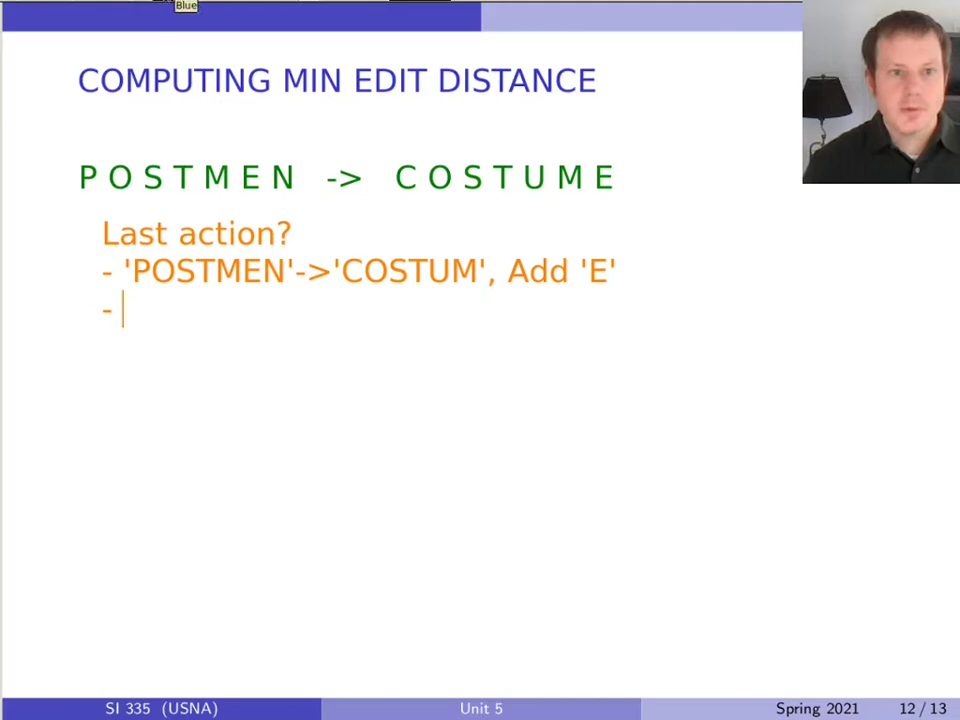 Blue
COMPUTING MIN EDIT DISTANCE
P O S T M E N -> C O S T U M E
Last action?
- 'POSTMEN'->'COSTUM', Add 'E'
-
SI 335 (USNA) Unit 5 Spring 2021 12 / 13